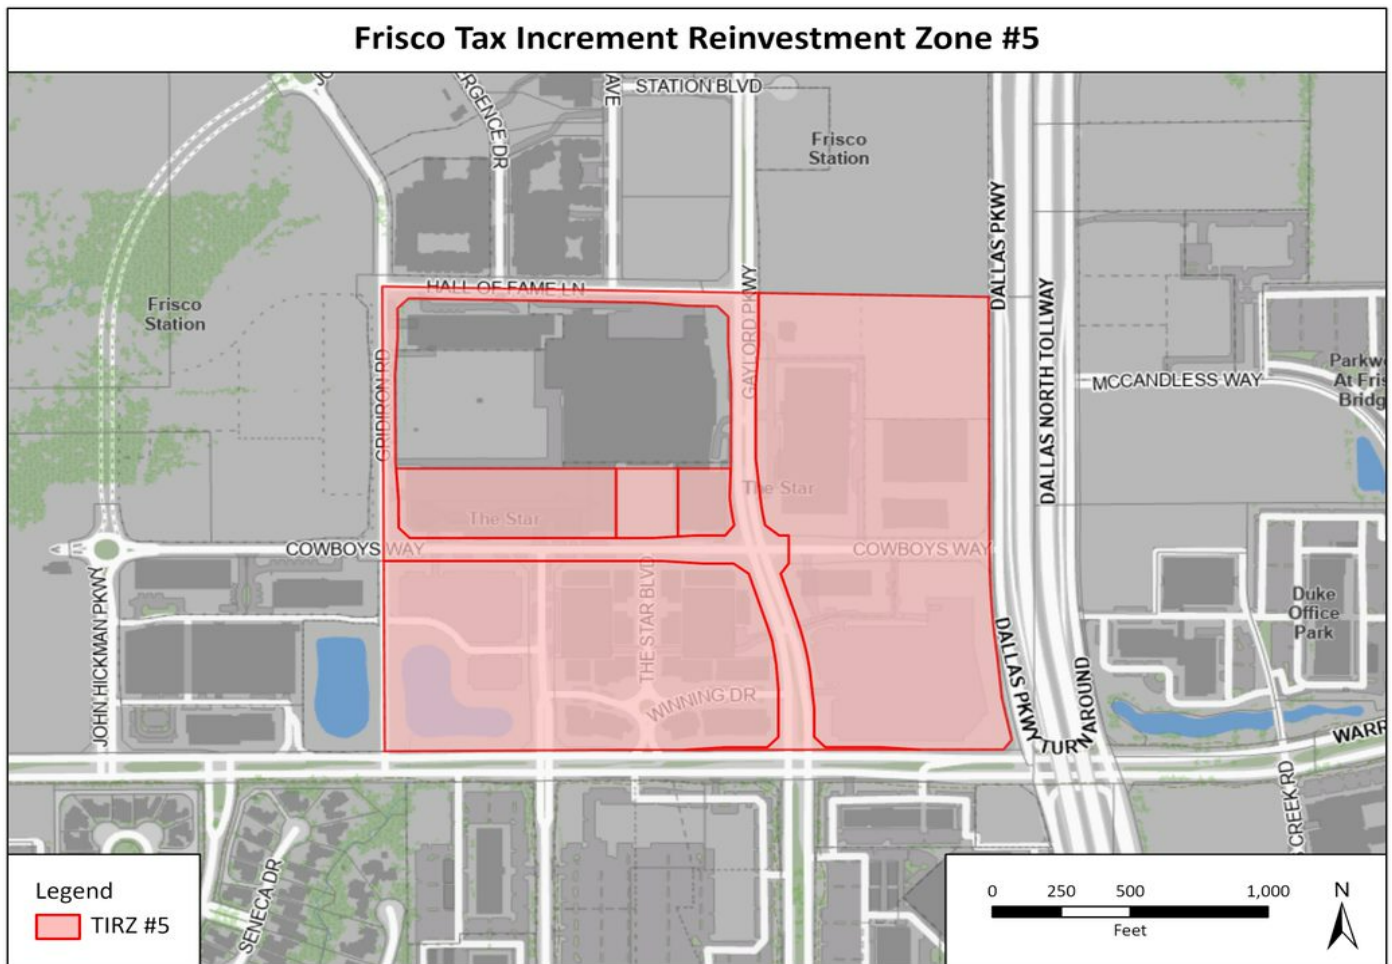 Frisco Tax Increment Reinvestment Zone #5
AVE
STATION BLVD
ERGENCE DR
Frisco
Station
DALLAS PKWY
HALL OF FAME LN
GAYLORD PKWY
DALLAS NORTH TOLLWAY
Frisco
Station
GRIDIRON RD
MCCANDLESS WAY
The Star
The Star
COWBOYS WAY
COWBOYS WAY
JOHN HICKMAN PKWY
THE STAR BLVD
Duke
Office
Park
WINNING DR
DALLAS PKWY
TURNAROUND
CREEK RD
SENECA DR
Legend
TIRZ #5
0 250 500 1,000
Feet
N